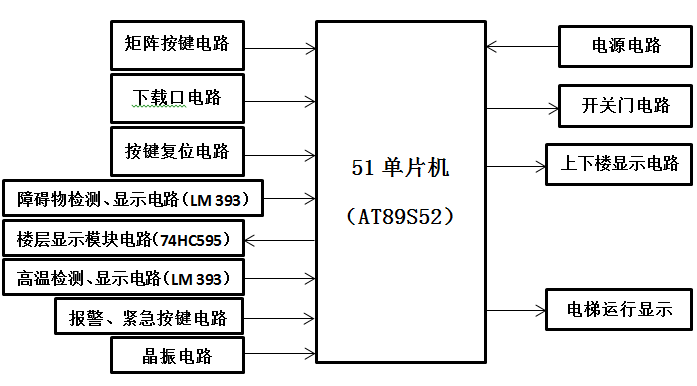 矩阵按键电路
下载口电路
按键复位电路
障碍物检测、显示电路（LM 393）
楼层显示模块电路（74HC595）
高温检测、显示电路（LM 393）
报警、紧急按键电路
晶振电路
51 单片机
（AT89S52）
电源电路
开关门电路
上下楼显示电路
电梯运行显示